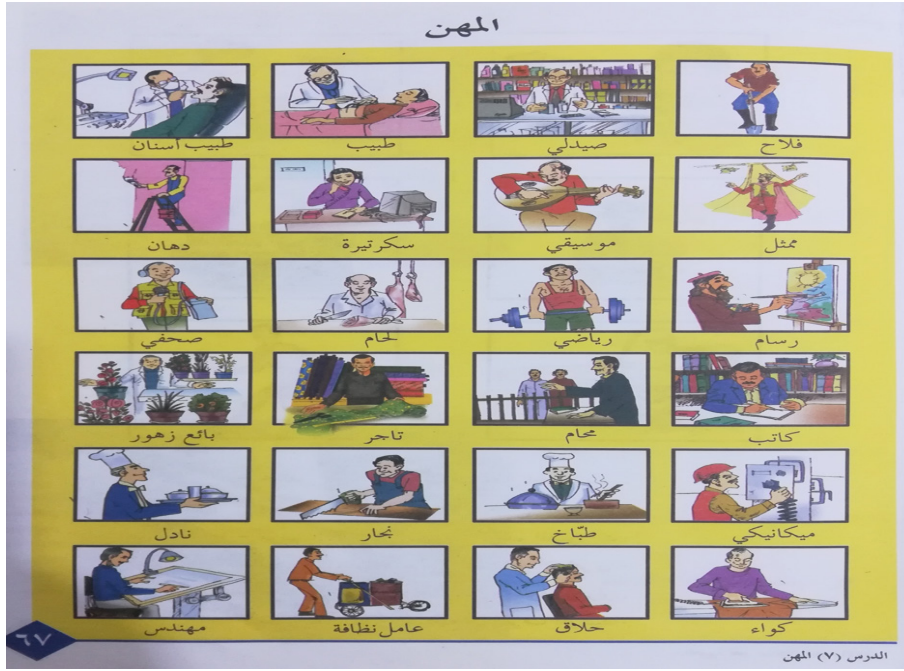 المهن
فلاح
صيدلي
طبيب
طبيب أسنان
ممثل
موسيقي
سكرتيرة
دهان
رسام
رياضي
لحام
صحفي
كاتب
محام
تاجر
بائع زهور
ميكانيكي
طبّاخ
نجار
نادل
كواء
حلاق
عامل نظافة
مهندس
الدرس (٧) المهن
٦٧